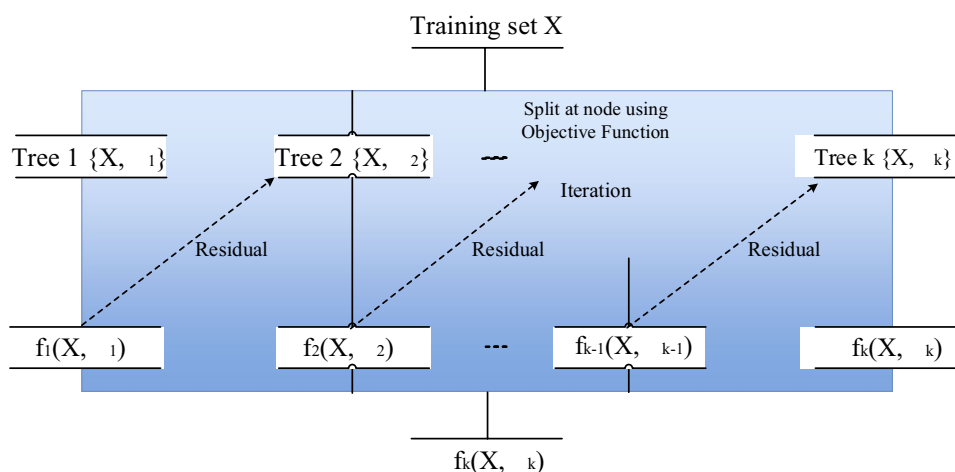 Training set X
Split at node using
Objective Function
Tree 1 {X, 1}
Tree 2 {X, 2}
---
Tree k {X, k}
Iteration
Residual
Residual
Residual
f1(X, 1)
f2(X, 2)
---
fk-1(X, k-1)
fk(X, k)
fk(X, k)